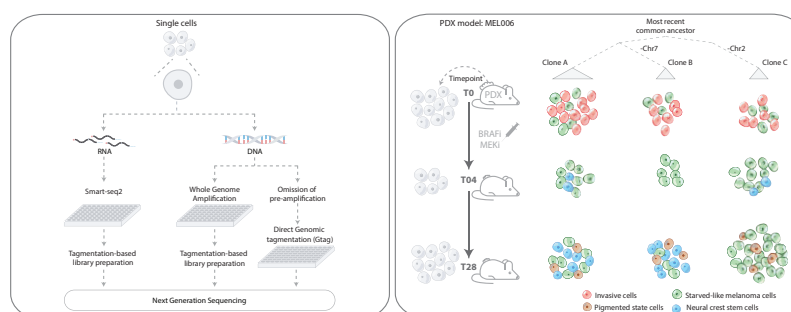 Single cells
RNA
DNA
Smart-seq2
Whole Genome
Amplification
Omission of
pre-amplification
Direct Genomic
tagmentation (Gtag)
Tagmentation-based
library preparation
Tagmentation-based
library preparation
Next Generation Sequencing
PDX model: MEL006
Most recent
common ancestor
-Chr7
-Chr2
Clone A
Clone B
Clone C
Timepoint
T0
PDX
BRAFi
MEKi
T04
T28
Invasive cells
Starved-like melanoma cells
Pigmented state cells
Neural crest stem cells